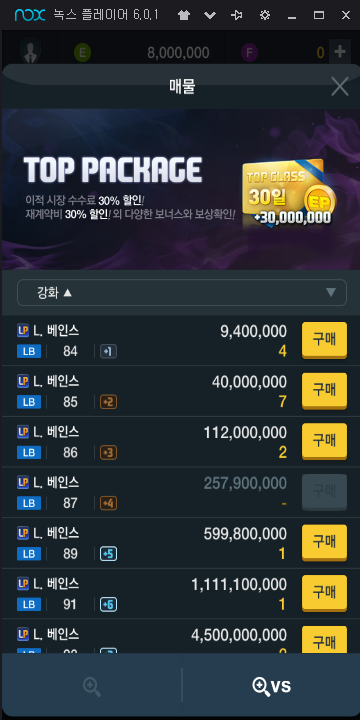 nox 녹스 플레이어 6.0.1
E 8,000,000 F 0 +
매물
TOP PACKAGE
이적 시장 수수료 30% 할인!
재계약비 30% 할인! 외 다양한 보너스와 보상확인!
TOP CLASS
30일
EP
+30,000,000
강화 ▲
LP L. 베인스 9,400,000 구매
LB 84 +1 4
LP L. 베인스 40,000,000 구매
LB 85 +2 7
LP L. 베인스 112,000,000 구매
LB 86 +3 2
LP L. 베인스 257,900,000 구매
LB 87 +4 -
LP L. 베인스 599,800,000 구매
LB 89 +5 1
LP L. 베인스 1,111,100,000 구매
LB 91 +6 1
LP L. 베인스 4,500,000,000 구매
LB
VS